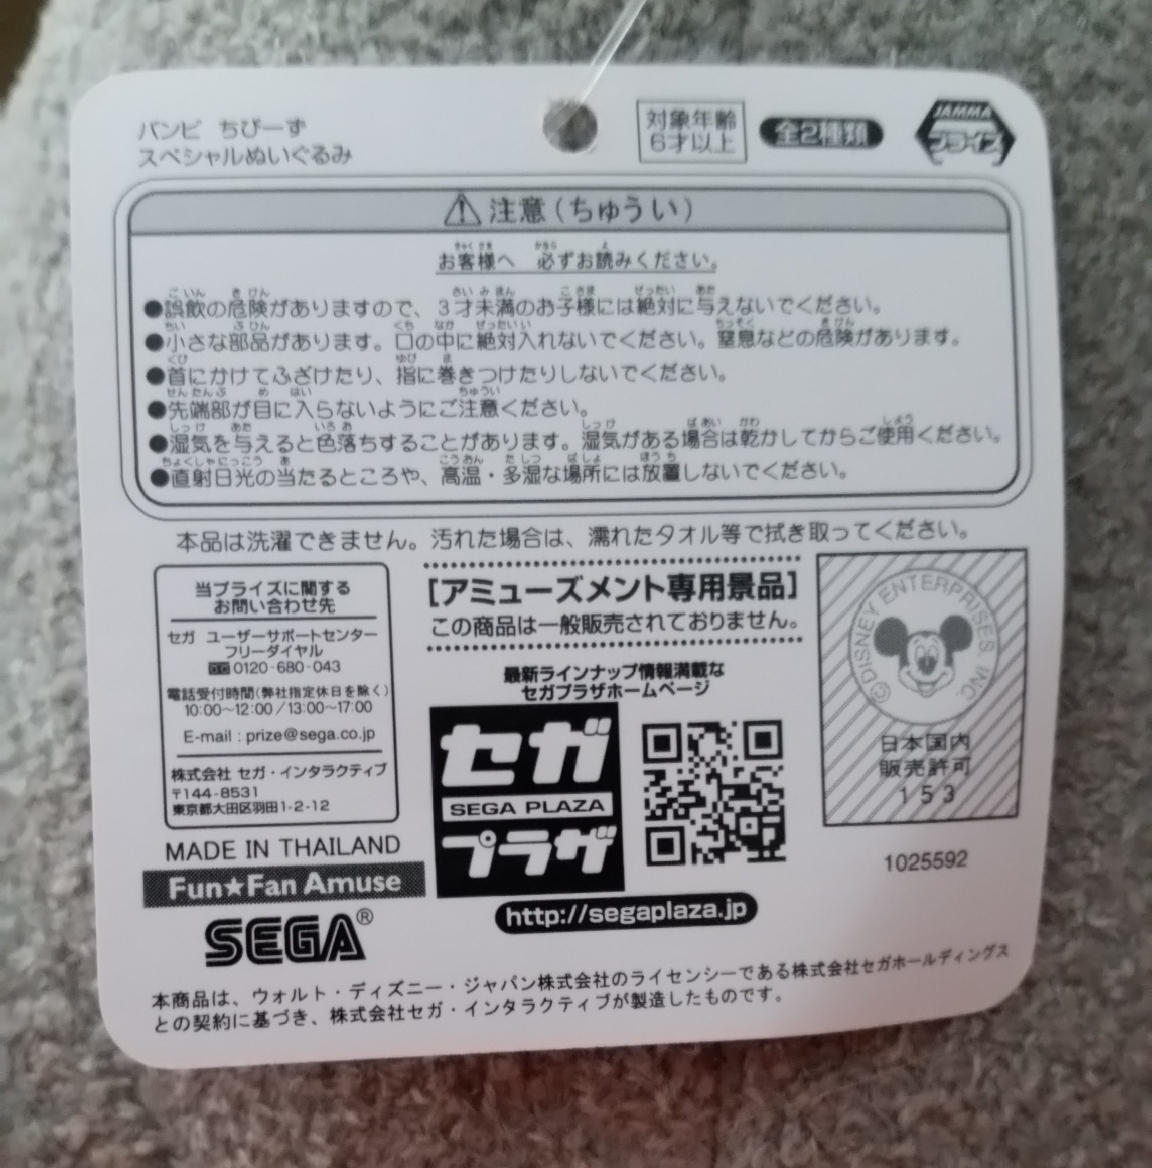 バンビ ちびーず
スペシャルぬいぐるみ
対象年齢
6才以上
全2種類
JAMMA
プライズ
⚠注意(ちゅうい)
お客様へ 必ずお読みください。
●誤飲の危険がありますので、3才未満のお子様には絶対に与えないでください。
●小さな部品があります。口の中に絶対入れないでください。窒息などの危険があります。
●首にかけてふざけたり、指に巻きつけたりしないでください。
●先端部が目に入らないようにご注意ください。
●湿気を与えると色落ちすることがあります。湿気がある場合は乾かしてからご使用ください。
●直射日光の当たるところや、高温・多湿な場所には放置しないでください。
本品は洗濯できません。汚れた場合は、濡れたタオル等で拭き取ってください。
当プライズに関する
お問い合わせ先
セガ ユーザーサポートセンター
フリーダイヤル
0120-680-043
電話受付時間(弊社指定休日を除く)
10:00〜12:00/13:00〜17:00
E-mail : prize@sega.co.jp
株式会社 セガ・インタラクティブ
〒144-8531
東京都大田区羽田1-2-12
MADE IN THAILAND
Fun★Fan Amuse
SEGA®
[アミューズメント専用景品]
この商品は一般販売されておりません。
最新ラインナップ情報満載な
セガプラザホームページ
セガ
SEGA PLAZA
プラザ
http://segaplaza.jp
©DISNEY ENTERPRISES, INC.
日本国内
販売許可
153
1025592
本商品は、ウォルト・ディズニー・ジャパン株式会社のライセンシーである株式会社セガホールディングス
との契約に基づき、株式会社セガ・インタラクティブが製造したものです。